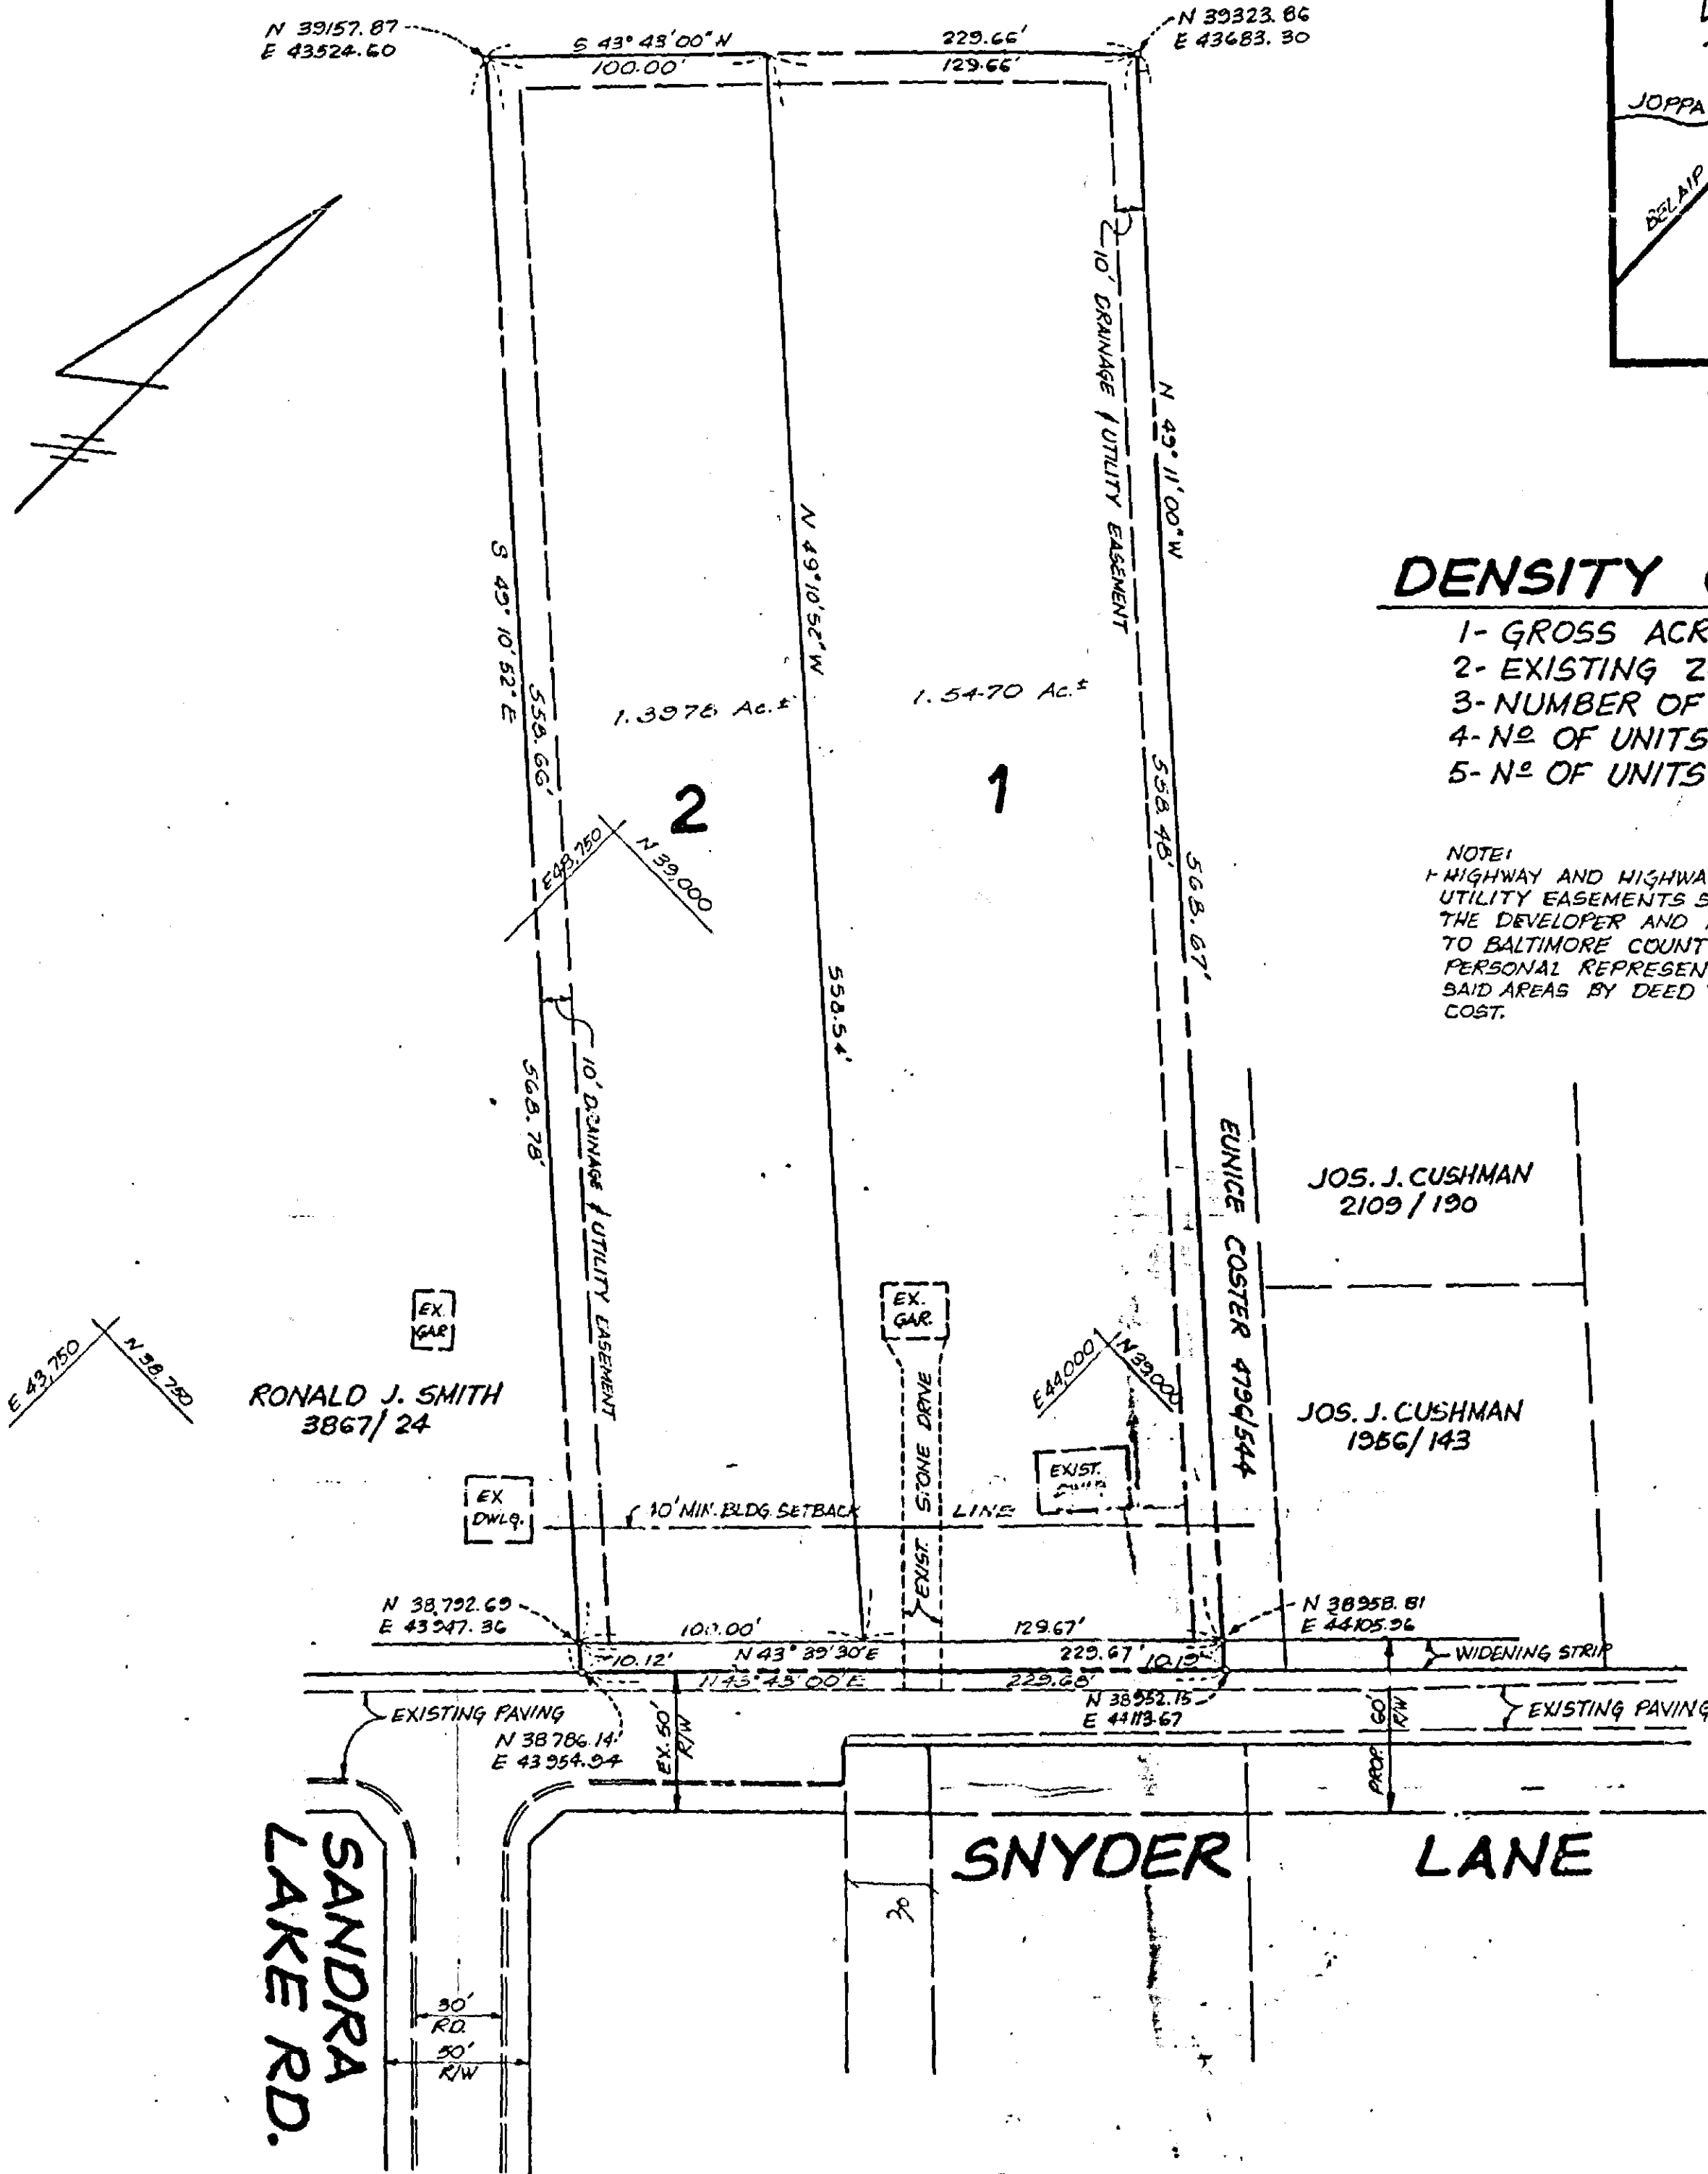 N 39157.87
E 43524.60
S 43° 43' 00" W
100.00'
229.66'
129.66'
N 39323.86
E 43683.30
JOPPA
BELAIR
10' DRAINAGE & UTILITY EASEMENT
N 49° 11' 00" W
558.48'
568.67'
N 49° 10' 52" W
558.54'
S 49° 10' 52" E
558.66'
568.78'
10' DRAINAGE & UTILITY EASEMENT
1.3978 Ac.±
1.5470 Ac.±
2
1
E 43,750
N 39,000
DENSITY
1- GROSS ACR
2- EXISTING Z
3- NUMBER OF
4- Nº OF UNITS
5- Nº OF UNITS
NOTE:
HIGHWAY AND HIGHWA
UTILITY EASEMENTS S
THE DEVELOPER AND
TO BALTIMORE COUNT
PERSONAL REPRESEN
SAID AREAS BY DEED
COST.
EUNICE COSTER 4796/544
JOS. J. CUSHMAN
2109 / 190
JOS. J. CUSHMAN
1956/143
EX.
GAR.
EX.
GAR.
E 43,750
N 38,750
RONALD J. SMITH
3867/24
E 44,000
N 39,000
EXIST. STONE DRIVE
EXIST.
EX
DWLG.
10' MIN. BLDG. SETBACK LINE
N 38,792.69
E 43947.36
100.00'
129.67'
N 38958.81
E 44105.96
10.12'
N 43° 39' 30" E
229.67'
10.19'
WIDENING STRIP
N 43° 43' 00" E
229.68'
EXISTING PAVING
N 38786.14
E 43954.94
EX. 50'
R/W
N 38952.15
E 44113.67
PROP. 60'
R/W
EXISTING PAVING
SNYDER LANE
30
SANDRA
LAKE RD.
30'
RD.
50'
R/W